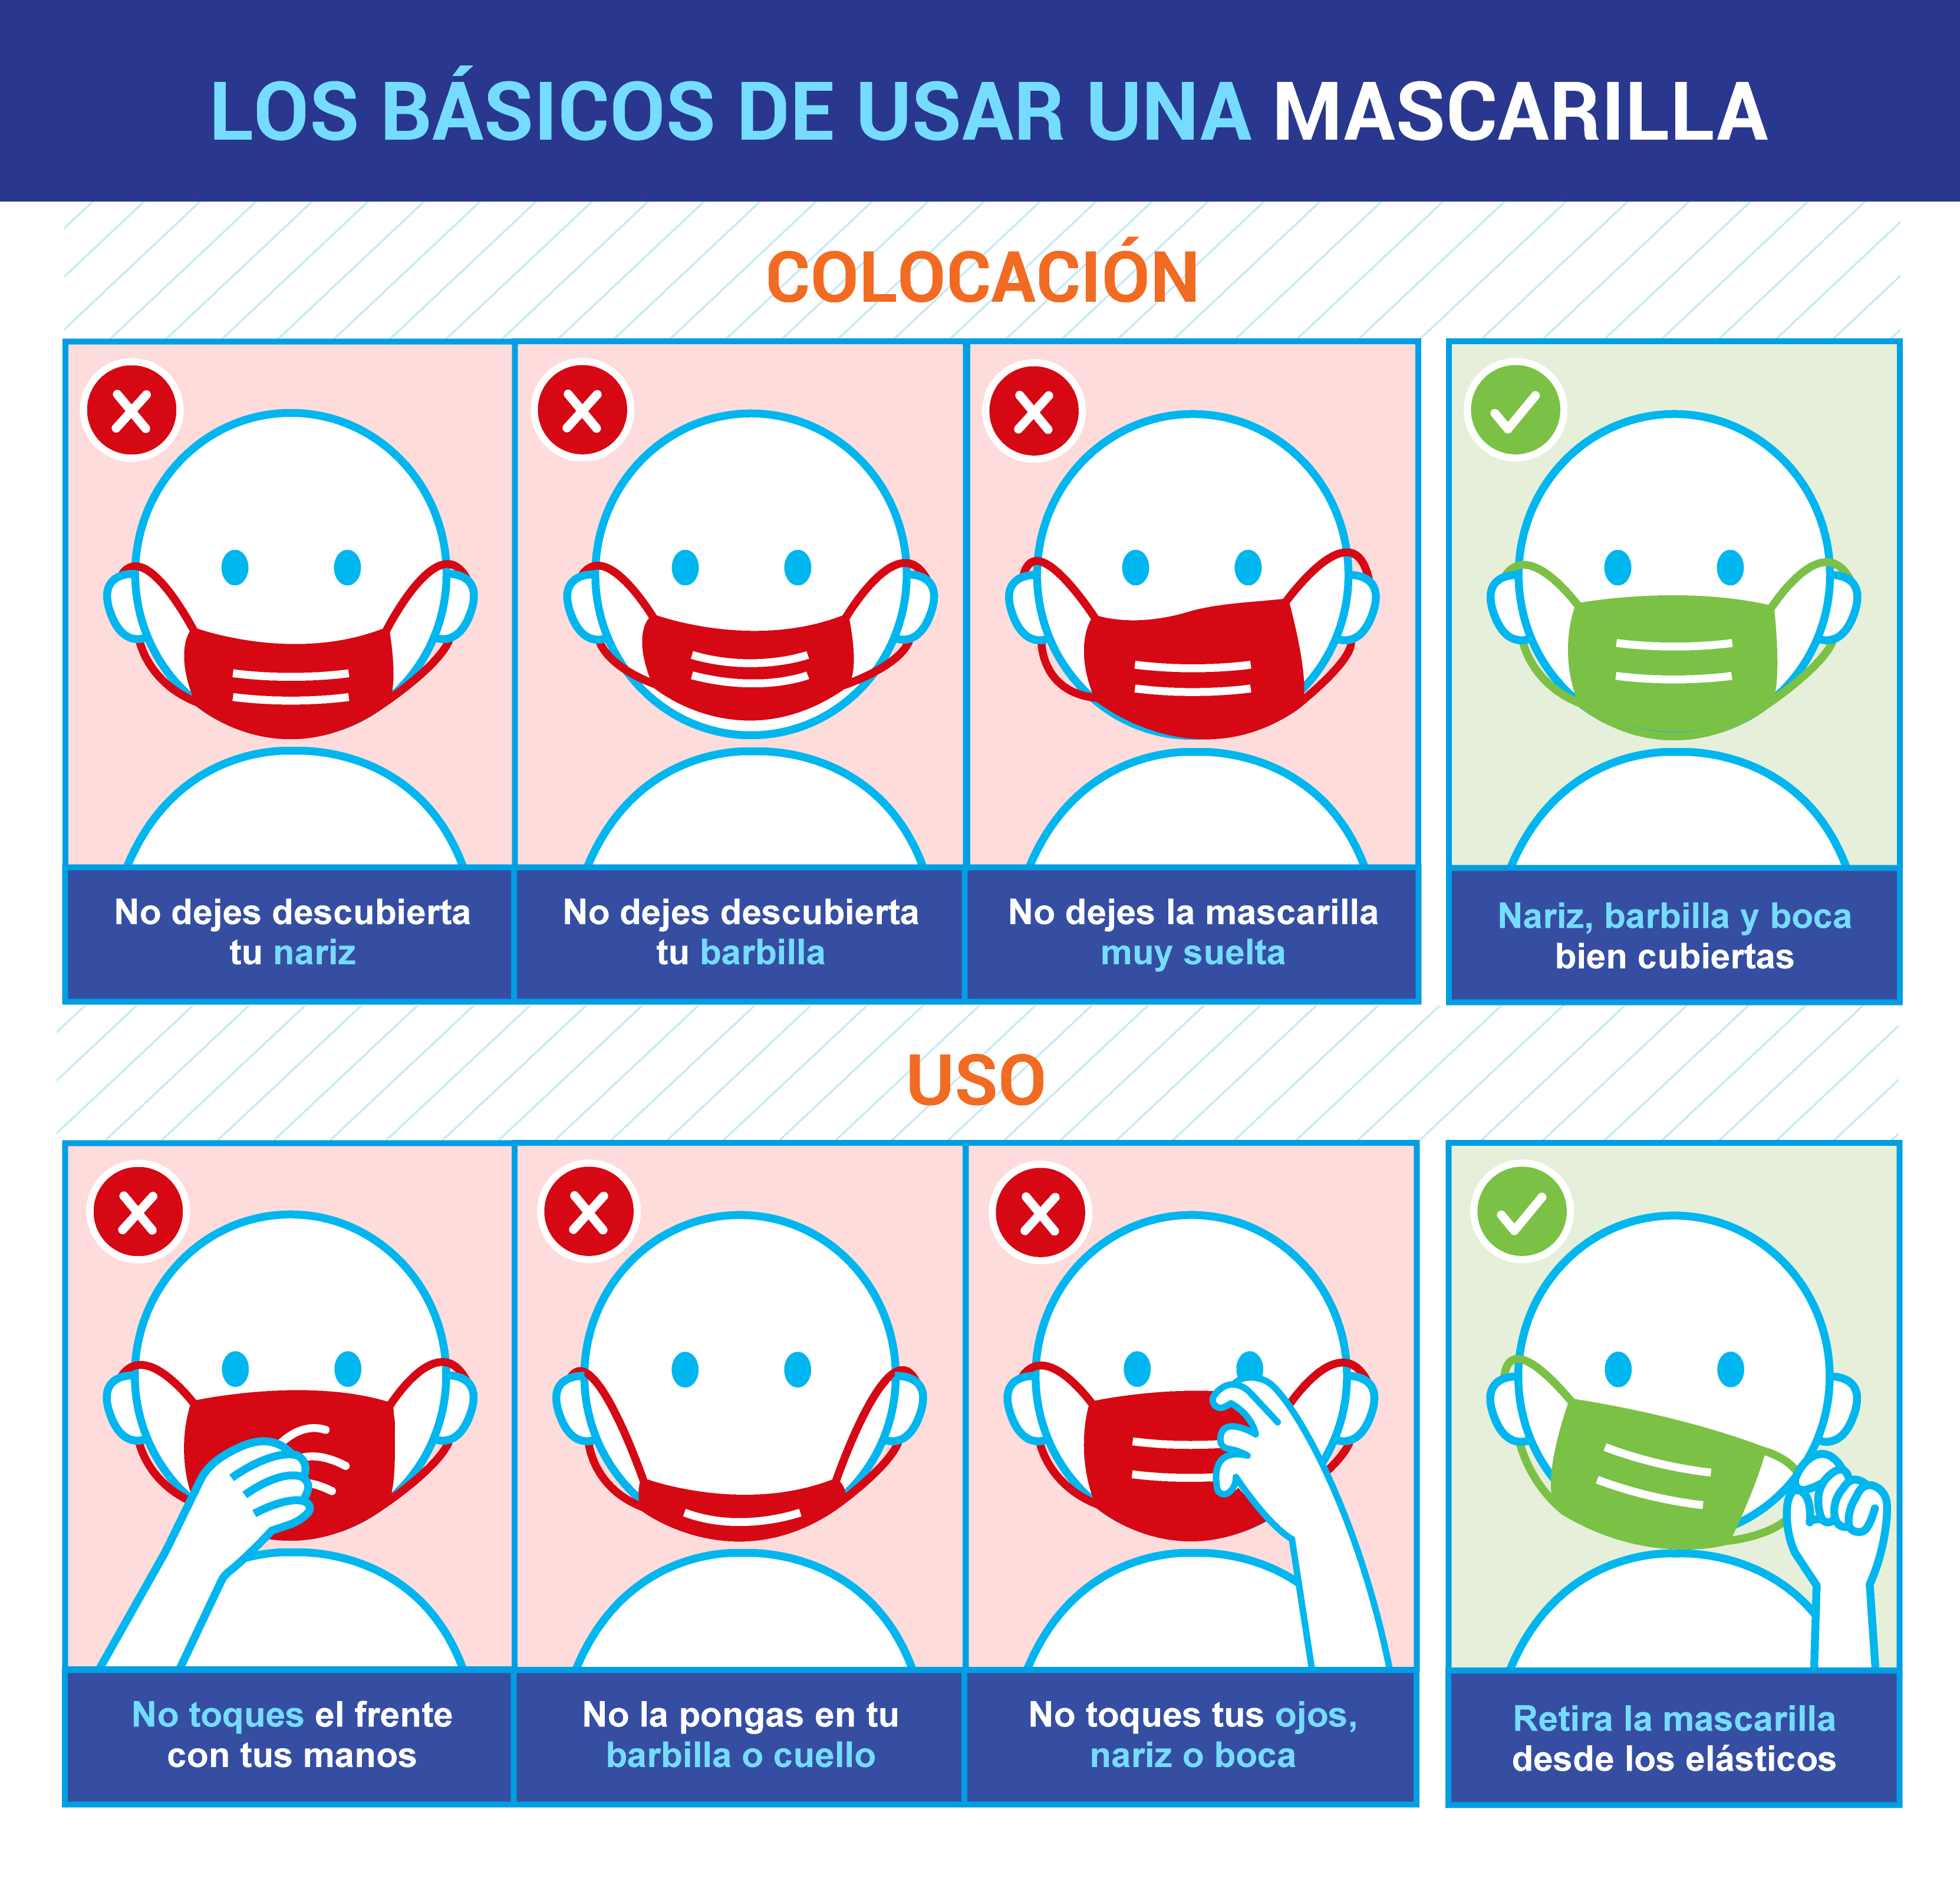 LOS BÁSICOS DE USAR UNA MASCARILLA
COLOCACIÓN
No dejes descubierta
tu nariz
No dejes descubierta
tu barbilla
No dejes la mascarilla
muy suelta
Nariz, barbilla y boca
bien cubiertas
USO
No toques el frente
con tus manos
No la pongas en tu
barbilla o cuello
No toques tus ojos,
nariz o boca
Retira la mascarilla
desde los elásticos